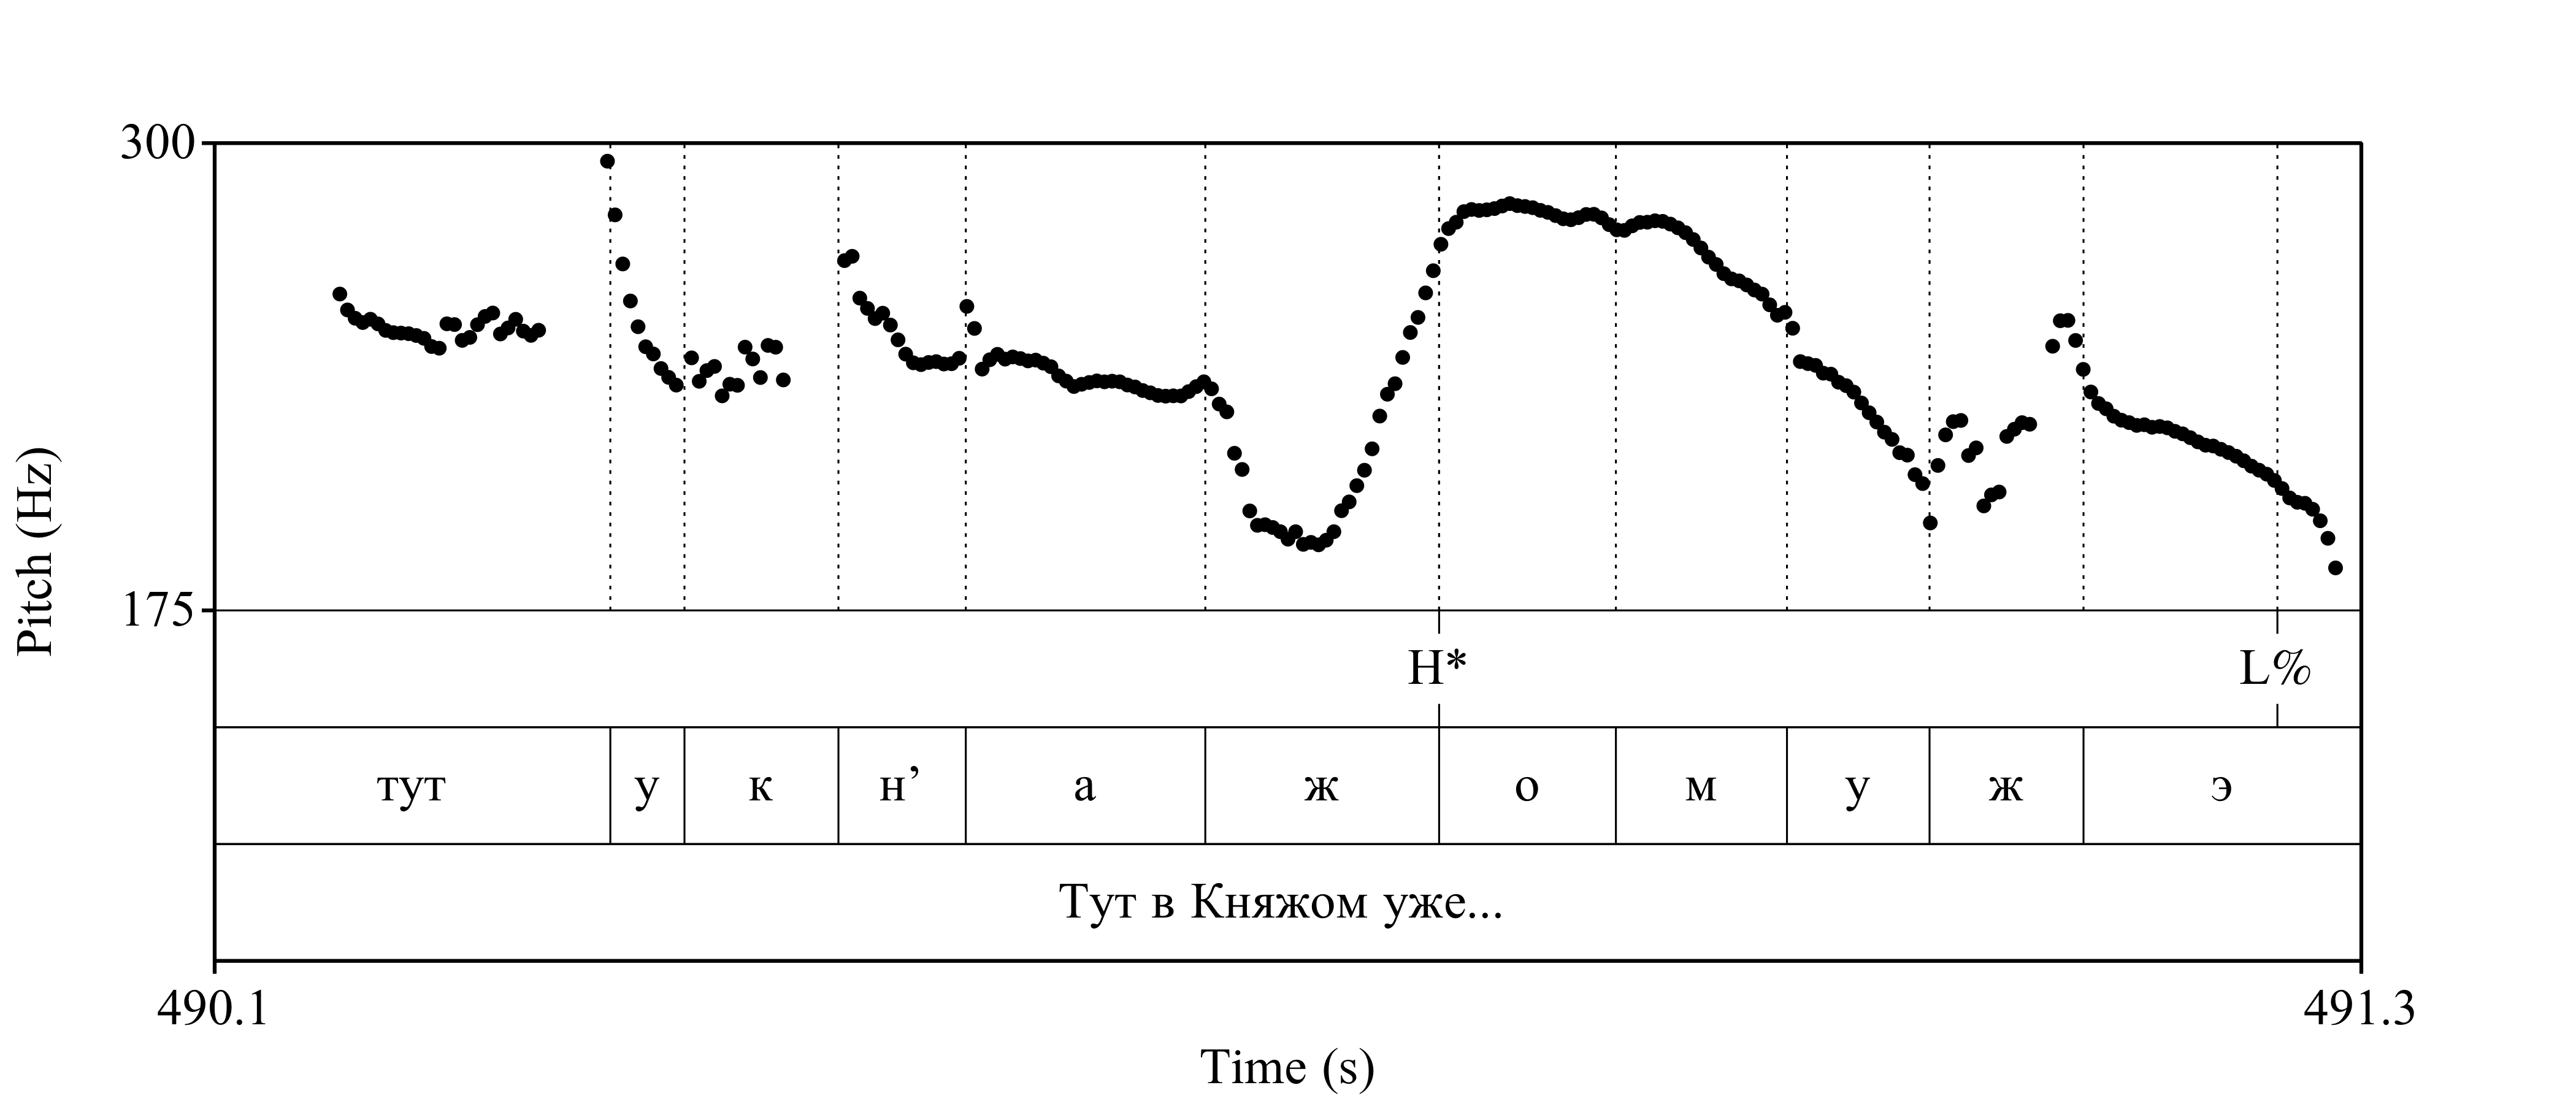 300
Pitch (Hz)
175
H* L%
тут у к н’ а ж о м у ж э
Тут в Княжом уже...
490.1 491.3
Time (s)